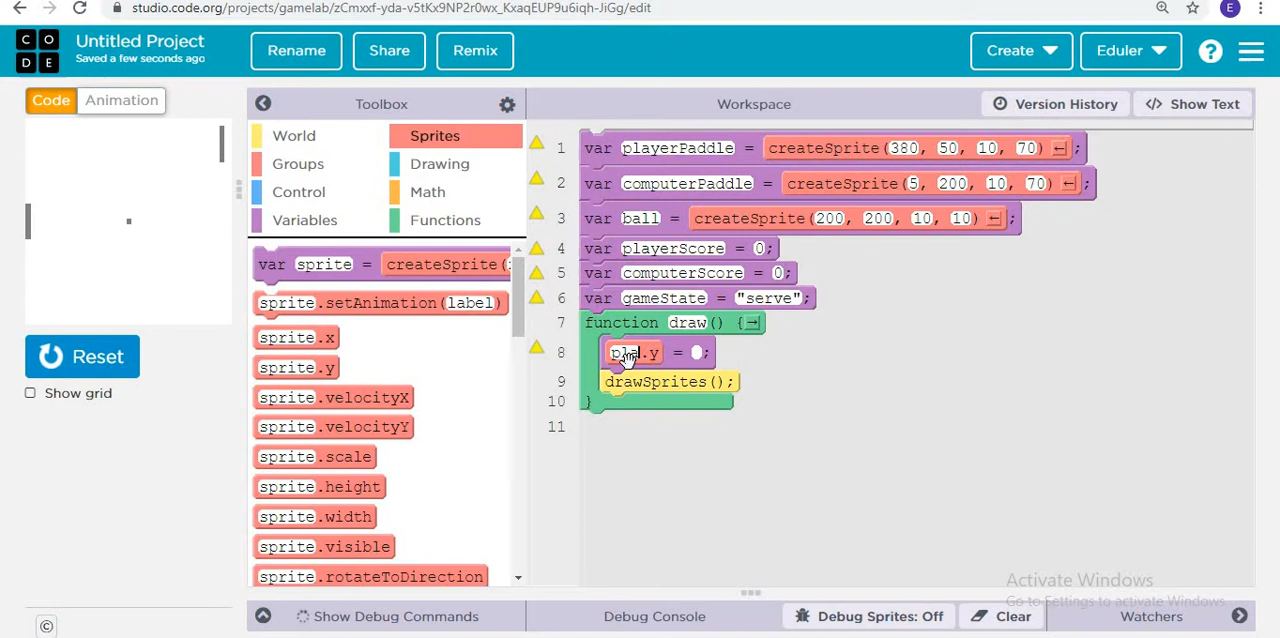 studio.code.org/projects/gamelab/zCmxxf-yda-v5tKx9NP2r0wx_KxaqEUP9u6iqh-JiGg/edit
E
C O D E
Untitled Project
Saved a few seconds ago
Rename
Share
Remix
Create
Eduler
?
Code
Animation
Toolbox
Workspace
Version History
</> Show Text
World
Sprites
Groups
Drawing
Control
Math
Variables
Functions
var sprite = createSprite(
sprite.setAnimation(label)
sprite.x
sprite.y
sprite.velocityX
sprite.velocityY
sprite.scale
sprite.height
sprite.width
sprite.visible
sprite.rotateToDirection
Reset
Show grid
1 var playerPaddle = createSprite(380, 50, 10, 70) ;
2 var computerPaddle = createSprite(5, 200, 10, 70) ;
3 var ball = createSprite(200, 200, 10, 10) ;
4 var playerScore = 0;
5 var computerScore = 0;
6 var gameState = "serve";
7 function draw() {
8 pla.y = ;
9 drawSprites();
10 }
11
Activate Windows
Go to Settings to activate Windows.
©
Show Debug Commands
Debug Console
Debug Sprites: Off
Clear
Watchers